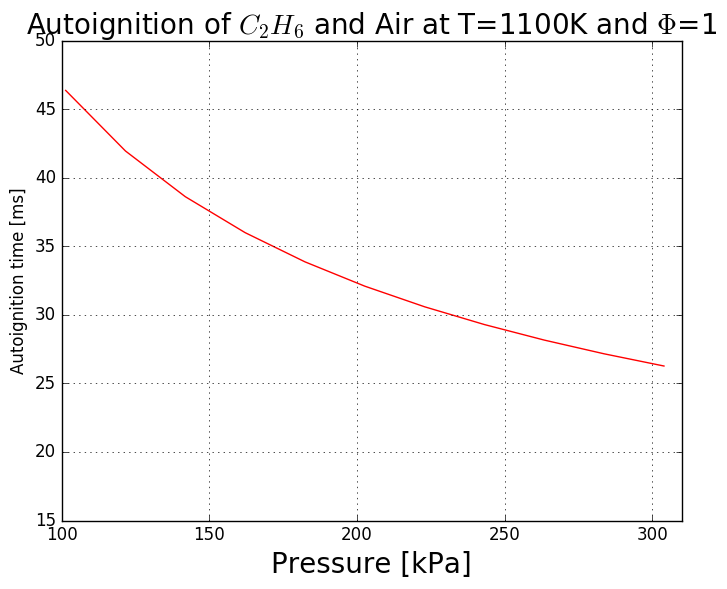 Autoignition of C₂H₆ and Air at T=1100K and Φ=1
50
45
40
35
30
25
20
15
Autoignition time [ms]
100 150 200 250 300
Pressure [kPa]